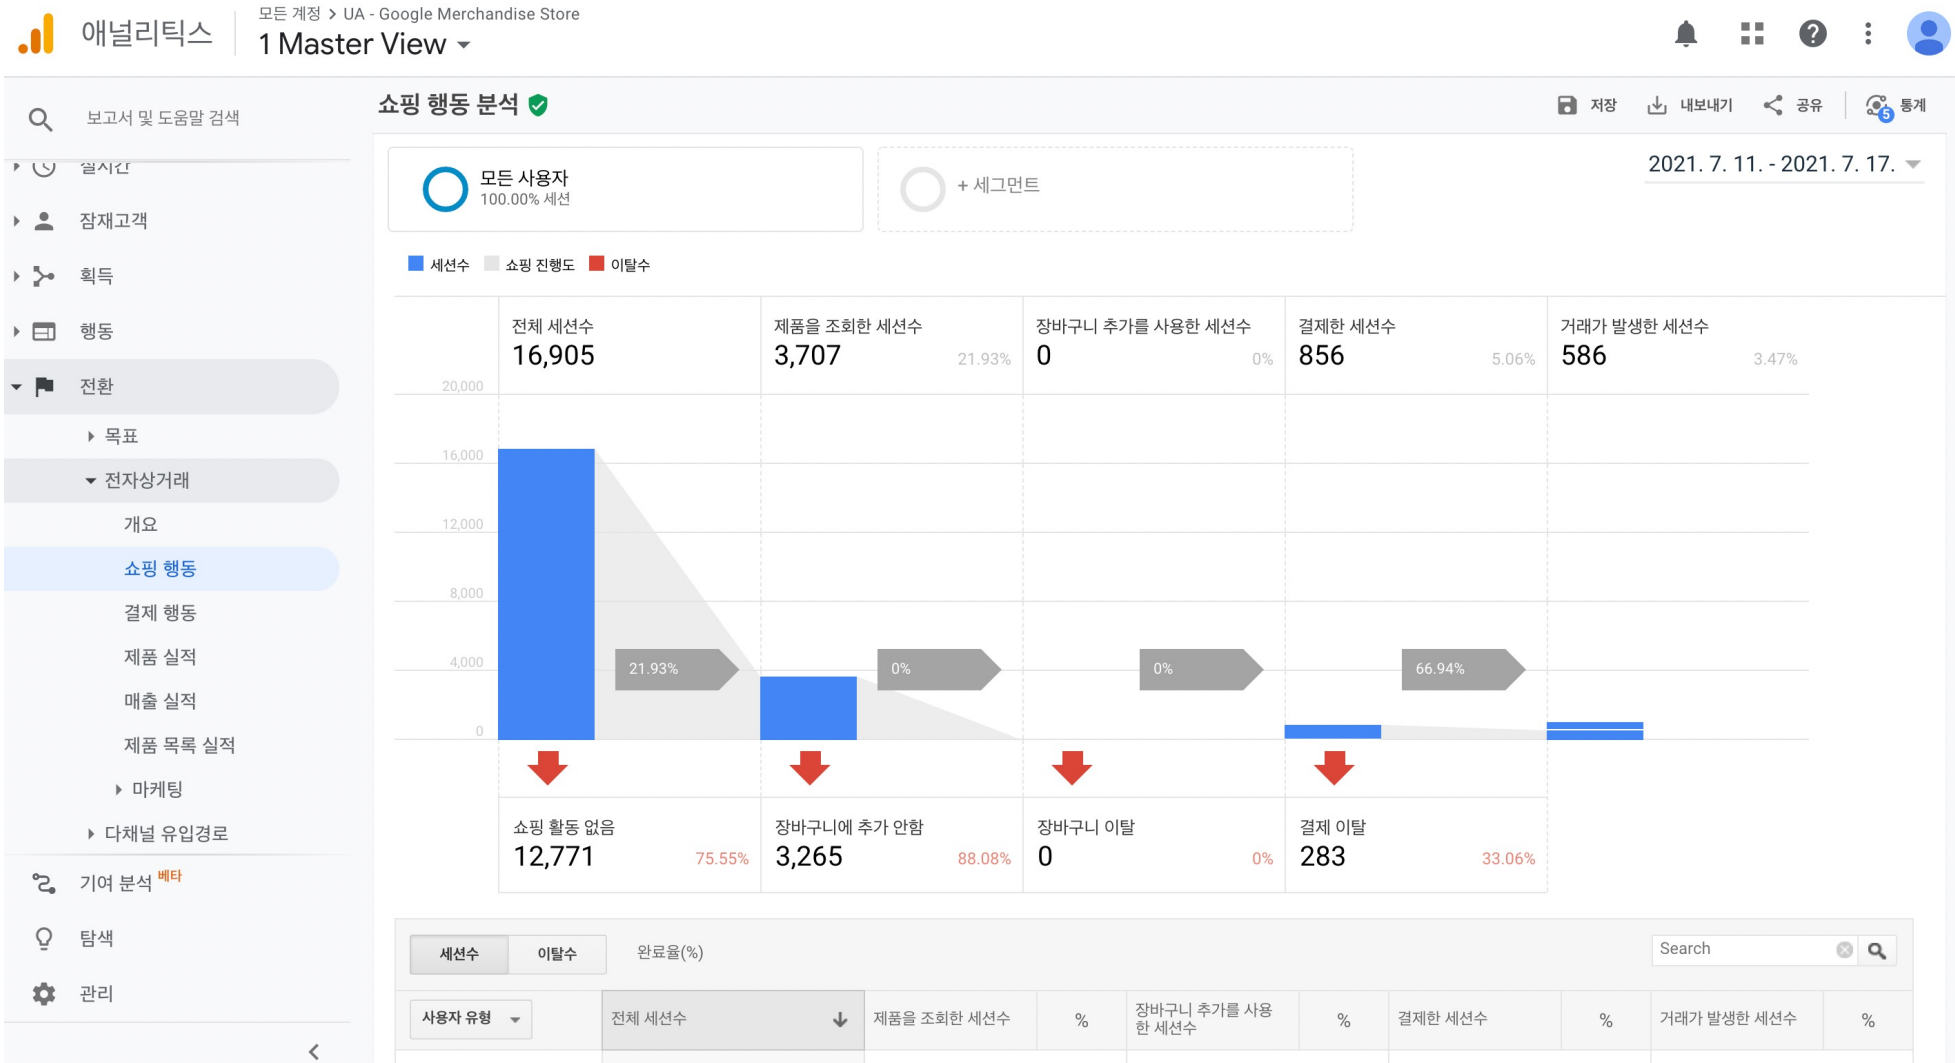 애널리틱스
모든 계정 > UA - Google Merchandise Store
1 Master View
보고서 및 도움말 검색
실시간
잠재고객
획득
행동
전환
목표
전자상거래
개요
쇼핑 행동
결제 행동
제품 실적
매출 실적
제품 목록 실적
마케팅
다채널 유입경로
기여 분석 베타
탐색
관리
쇼핑 행동 분석
저장 내보내기 공유 5 통계
모든 사용자
100.00% 세션
+ 세그먼트
2021. 7. 11. - 2021. 7. 17.
세션수 쇼핑 진행도 이탈수
전체 세션수
16,905
제품을 조회한 세션수
3,707 21.93%
장바구니 추가를 사용한 세션수
0 0%
결제한 세션수
856 5.06%
거래가 발생한 세션수
586 3.47%
20,000
16,000
12,000
8,000
4,000
0
21.93% 0% 0% 66.94%
쇼핑 활동 없음
12,771 75.55%
장바구니에 추가 안함
3,265 88.08%
장바구니 이탈
0 0%
결제 이탈
283 33.06%
세션수 이탈수 완료율(%)
Search
사용자 유형
전체 세션수
제품을 조회한 세션수
%
장바구니 추가를 사용
한 세션수
%
결제한 세션수
%
거래가 발생한 세션수
%